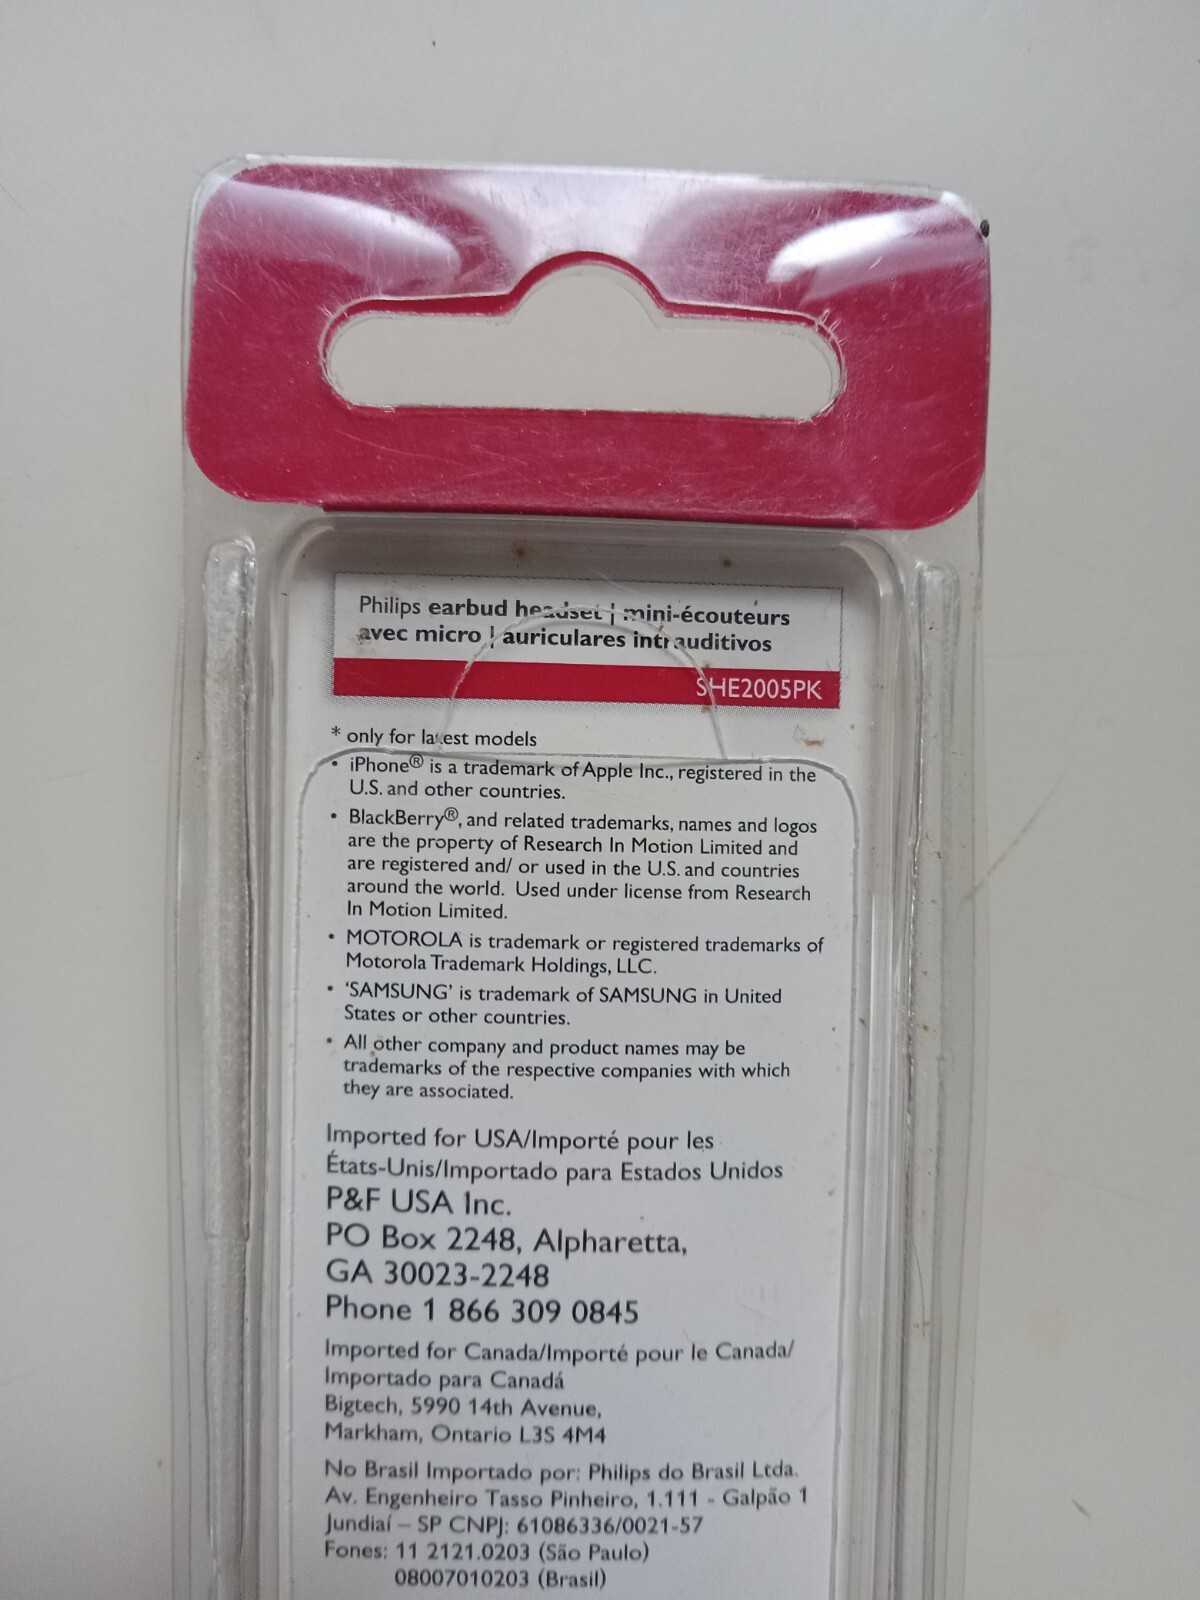 Philips earbud headset | mini-écouteurs
avec micro | auriculares intrauditivos
SHE2005PK
* only for latest models
• iPhone® is a trademark of Apple Inc., registered in the
U.S. and other countries.
• BlackBerry®, and related trademarks, names and logos
are the property of Research In Motion Limited and
are registered and/ or used in the U.S. and countries
around the world. Used under license from Research
In Motion Limited.
• MOTOROLA is trademark or registered trademarks of
Motorola Trademark Holdings, LLC.
• ‘SAMSUNG’ is trademark of SAMSUNG in United
States or other countries.
• All other company and product names may be
trademarks of the respective companies with which
they are associated.
Imported for USA/Importé pour les
États-Unis/Importado para Estados Unidos
P&F USA Inc.
PO Box 2248, Alpharetta,
GA 30023-2248
Phone 1 866 309 0845
Imported for Canada/Importé pour le Canada/
Importado para Canadá
Bigtech, 5990 14th Avenue,
Markham, Ontario L3S 4M4
No Brasil Importado por: Philips do Brasil Ltda.
Av. Engenheiro Tasso Pinheiro, 1.111 - Galpão 1
Jundiaí – SP CNPJ: 61086336/0021-57
Fones: 11 2121.0203 (São Paulo)
08007010203 (Brasil)